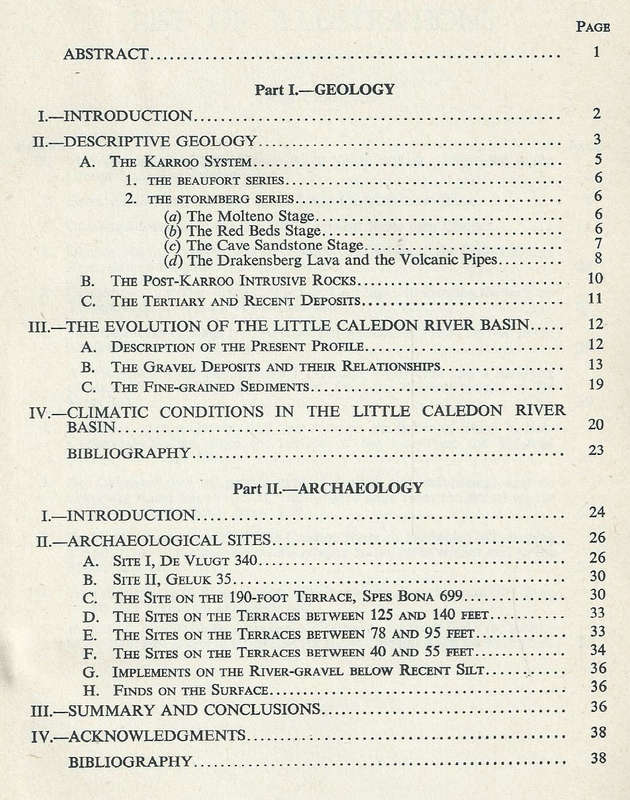 PAGE
ABSTRACT 1
Part I.—GEOLOGY
I.—INTRODUCTION 2
II.—DESCRIPTIVE GEOLOGY 3
A. THE KARROO SYSTEM 5
1. THE BEAUFORT SERIES 6
2. THE STORMBERG SERIES 6
(a) The Molteno Stage 6
(b) The Red Beds Stage 6
(c) The Cave Sandstone Stage 7
(d) The Drakensberg Lava and the Volcanic Pipes 8
B. THE POST-KARROO INTRUSIVE ROCKS 10
C. THE TERTIARY AND RECENT DEPOSITS 11
III.—THE EVOLUTION OF THE LITTLE CALEDON RIVER BASIN 12
A. DESCRIPTION OF THE PRESENT PROFILE 12
B. THE GRAVEL DEPOSITS AND THEIR RELATIONSHIPS 13
C. THE FINE-GRAINED SEDIMENTS 19
IV.—CLIMATIC CONDITIONS IN THE LITTLE CALEDON RIVER
BASIN 20
BIBLIOGRAPHY 23
Part II.—ARCHAEOLOGY
I.—INTRODUCTION 24
II.—ARCHAEOLOGICAL SITES 26
A. SITE I, DE VLUGT 340 26
B. SITE II, GELUK 35 30
C. THE SITE ON THE 190-FOOT TERRACE, SPES BONA 699 30
D. THE SITES ON THE TERRACES BETWEEN 125 AND 140 FEET 33
E. THE SITES ON THE TERRACES BETWEEN 78 AND 95 FEET 33
F. THE SITES ON THE TERRACES BETWEEN 40 AND 55 FEET 34
G. IMPLEMENTS ON THE RIVER-GRAVEL BELOW RECENT SILT 36
H. FINDS ON THE SURFACE 36
III.—SUMMARY AND CONCLUSIONS 36
IV.—ACKNOWLEDGMENTS 38
BIBLIOGRAPHY 38